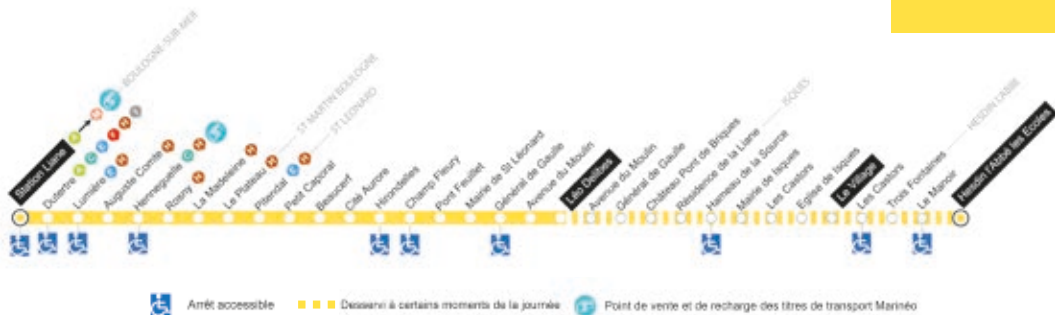 BOULOGNE-SUR-MER
ST MARTIN BOULOGNE
ST LEONARD
ISQUES
HESDIN L'ABBE
Station Liane
Dutertre
Lumière
Auguste Comte
Henneguelle
Rosny
La Madeleine
Le Plateau
Pitendal
Petit Caporal
Beaucerf
Cité Aurore
Hirondelles
Champ Fleury
Pont Feuillet
Mairie de St Léonard
Général de Gaulle
Avenue du Moulin
Léo Delibes
Avenue du Moulin
Général de Gaulle
Château Pont de Briques
Résidence de la Liane
Hameau de la Source
Mairie de Isques
Les Castors
Eglise de Isques
Le Village
Les Castors
Trois Fontaines
Le Manoir
Hesdin l'Abbé les Ecoles
Arrêt accessible
Desservi à certains moments de la journée
Point de vente et de recharge des titres de transport Marinéo